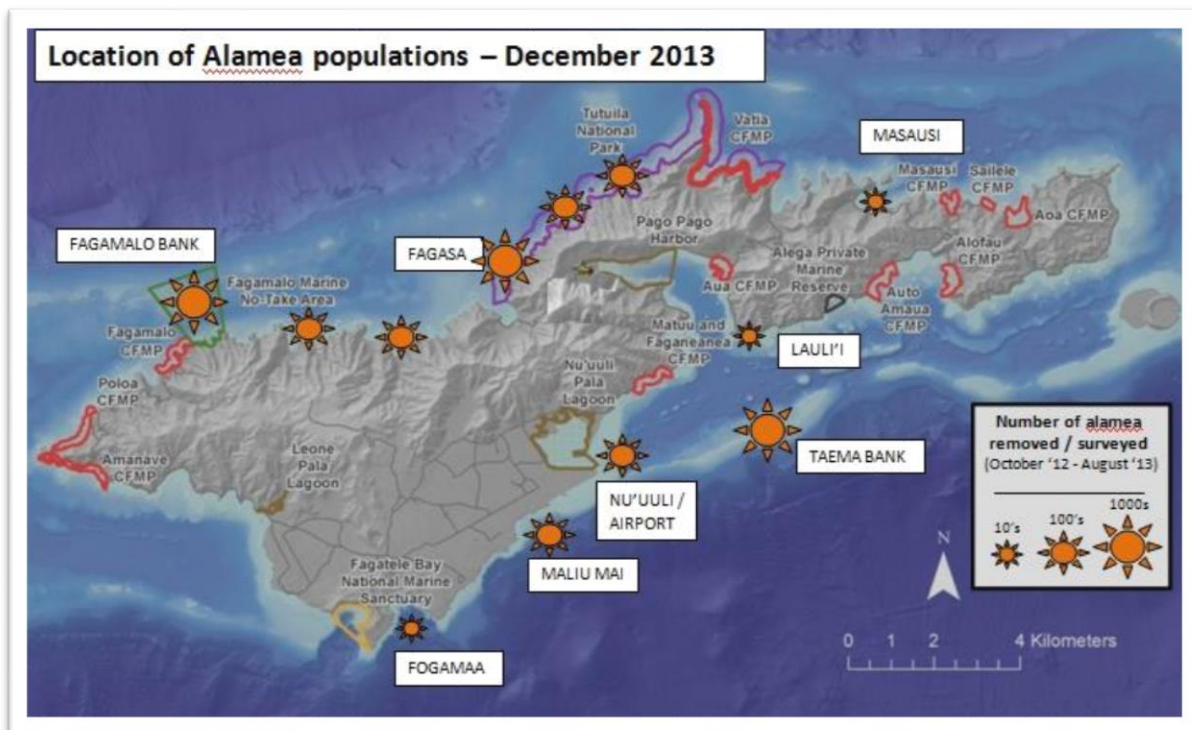 Location of Alamea populations – December 2013
Tutuila
National
Park
Vatia
CFMP
MASAUSI
Masausi
CFMP
Sailele
CFMP
Aoa CFMP
Pago Pago
Harbor
FAGAMALO BANK
FAGASA
Alega Private
Marine
Reserve
Alofau
CFMP
Fagamalo Marine
No-Take Area
Aua CFMP
Auto
Amaua
CFMP
Fagamalo
CFMP
Matuu and
Faganeanea
CFMP
LAULI'I
Nu'uuli
Pala
Lagoon
Poloa
CFMP
Amanave
CFMP
Leone
Pala
Lagoon
TAEMA BANK
NU'UULI /
AIRPORT
MALIU MAI
Fagatele Bay
National Marine
Sanctuary
FOGAMAA
Number of alamea
removed / surveyed
(October '12 - August '13)
10's
100's
1000s
N
0 1 2 4 Kilometers